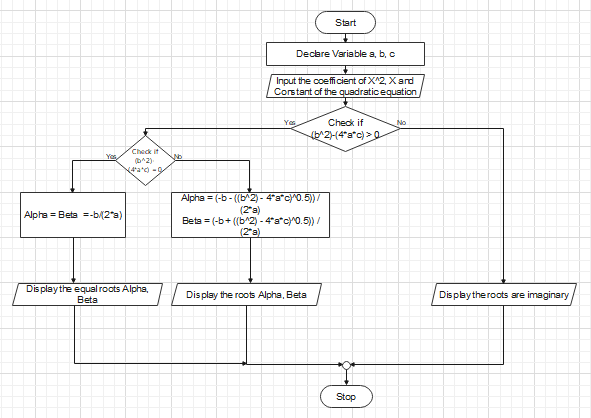 Start
Declare Variable a, b, c
Input the coefficient of X^2, X and
Constant of the quadratic equation
Yes
Check if
No
(b^2)-(4*a*c) > 0
Yes
Check if
No
(b^2)
(4*a*c) = 0
Alpha = Beta = -b/(2*a)
Alpha = (-b - ((b^2) - 4*a*c)^0.5)) /
(2*a)
Beta = (-b + ((b^2) - 4*a*c)^0.5)) /
(2*a)
Display the equal roots Alpha,
Beta
Display the roots Alpha, Beta
Display the roots are imaginary
Stop